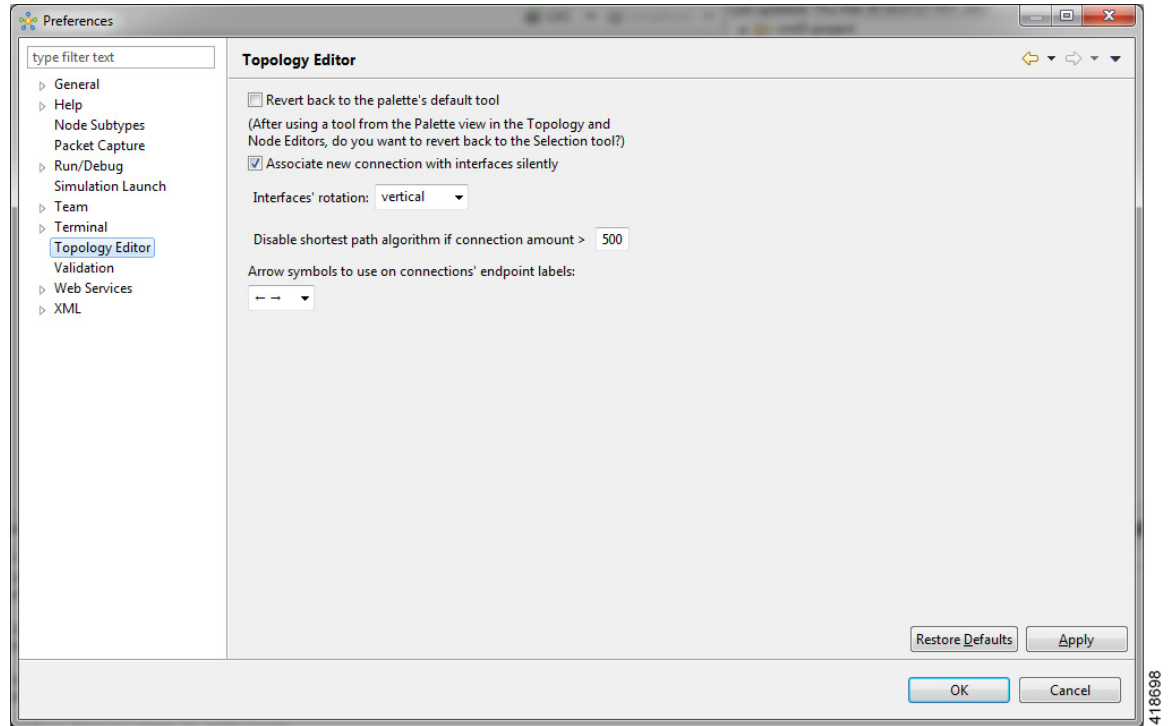 Preferences
type filter text
General
Help
Node Subtypes
Packet Capture
Run/Debug
Simulation Launch
Team
Terminal
Topology Editor
Validation
Web Services
XML
Topology Editor
Revert back to the palette's default tool
(After using a tool from the Palette view in the Topology and
Node Editors, do you want to revert back to the Selection tool?)
Associate new connection with interfaces silently
Interfaces' rotation: vertical
Disable shortest path algorithm if connection amount > 500
Arrow symbols to use on connections' endpoint labels:
← →
Restore Defaults Apply
OK Cancel
418698